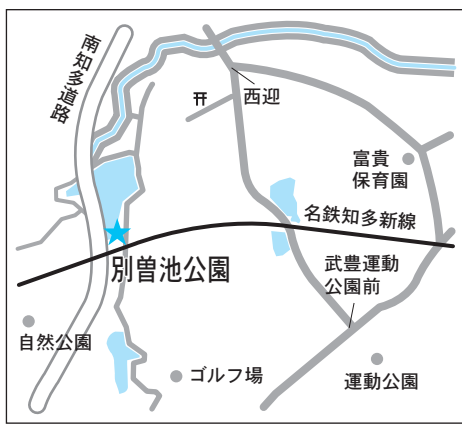 南知多道路
西迎
富貴
保育園
名鉄知多新線
別曽池公園
武豊運動
公園前
自然公園
ゴルフ場
運動公園